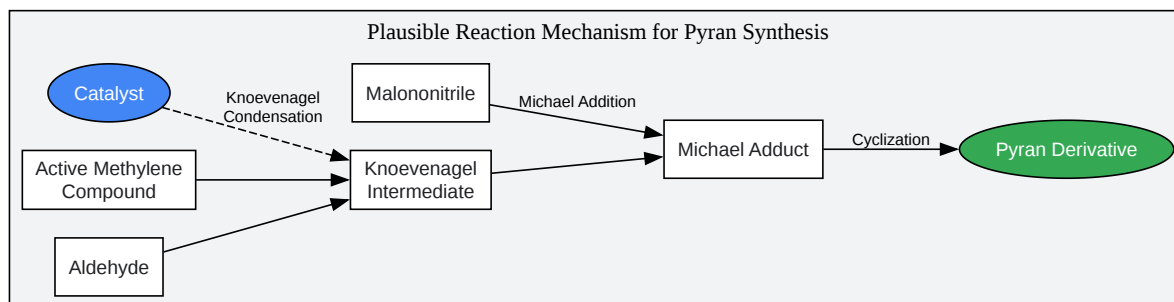 Plausible Reaction Mechanism for Pyran Synthesis
Catalyst
Knoevenagel
Condensation
Malononitrile
Michael Addition
Active Methylene
Compound
Knoevenagel
Intermediate
Michael Adduct
Cyclization
Pyran Derivative
Aldehyde